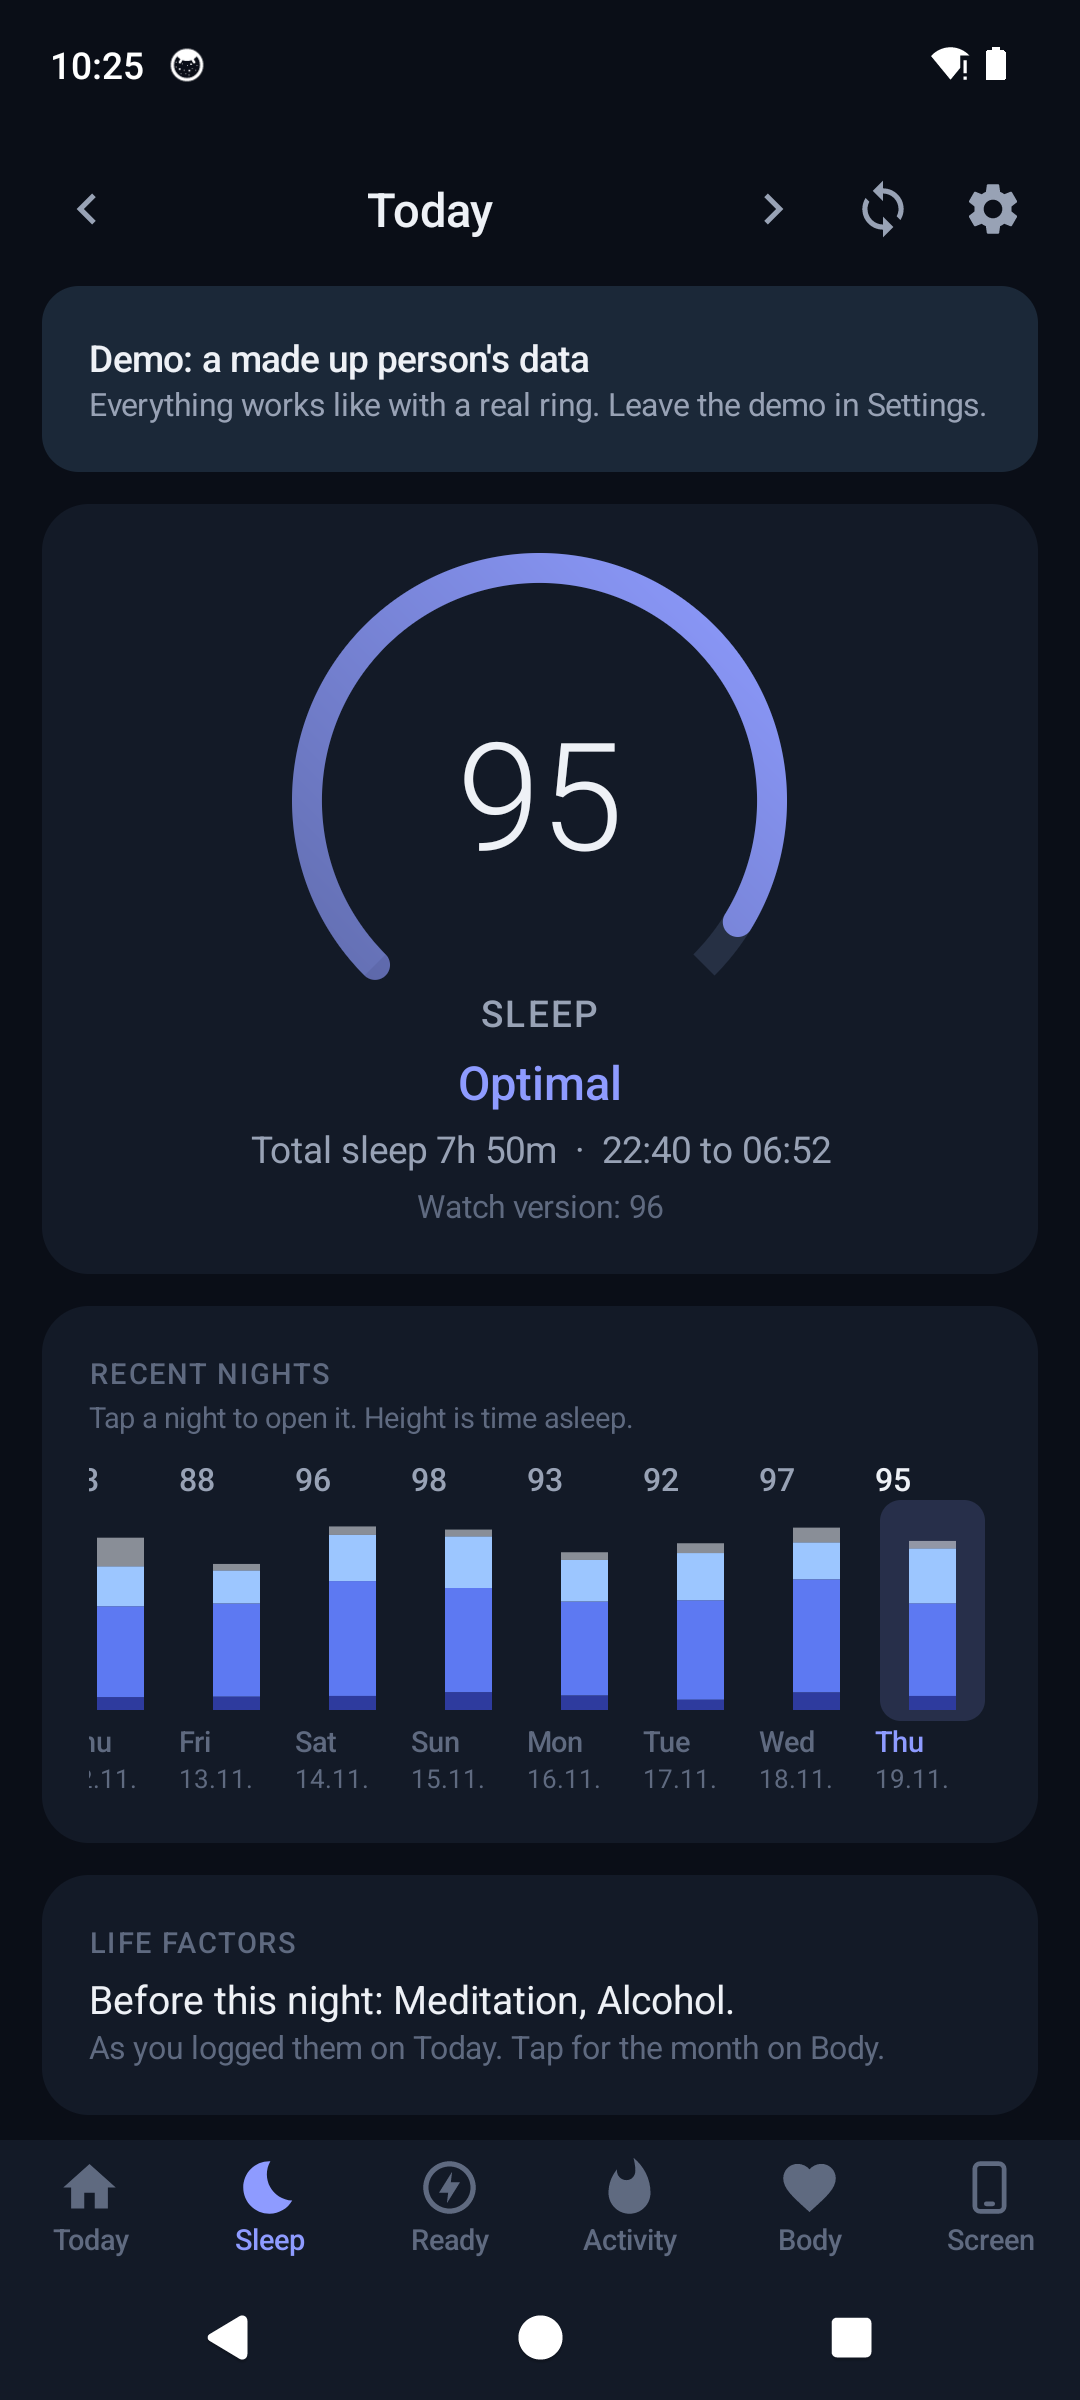 10:25
Today
Demo: a made up person's data
Everything works like with a real ring. Leave the demo in Settings.
95
SLEEP
Optimal
Total sleep 7h 50m · 22:40 to 06:52
Watch version: 96
RECENT NIGHTS
Tap a night to open it. Height is time asleep.
88 96 98 93 92 97 95
Fri Sat Sun Mon Tue Wed Thu
.11. 13.11. 14.11. 15.11. 16.11. 17.11. 18.11. 19.11.
LIFE FACTORS
Before this night: Meditation, Alcohol.
As you logged them on Today. Tap for the month on Body.
Today Sleep Ready Activity Body Screen